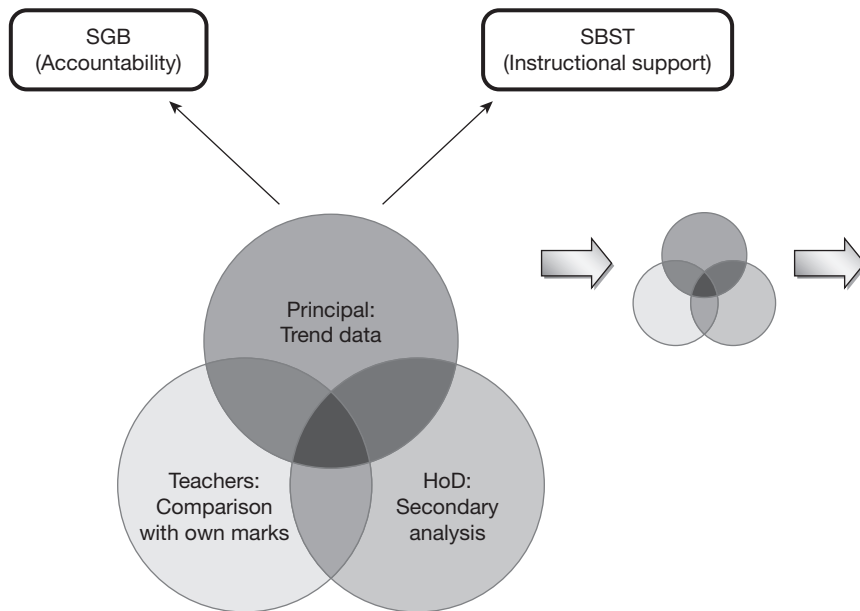 SGB
(Accountability)
SBST
(Instructional support)
Principal:
Trend data
Teachers:
Comparison
with own marks
HoD:
Secondary
analysis